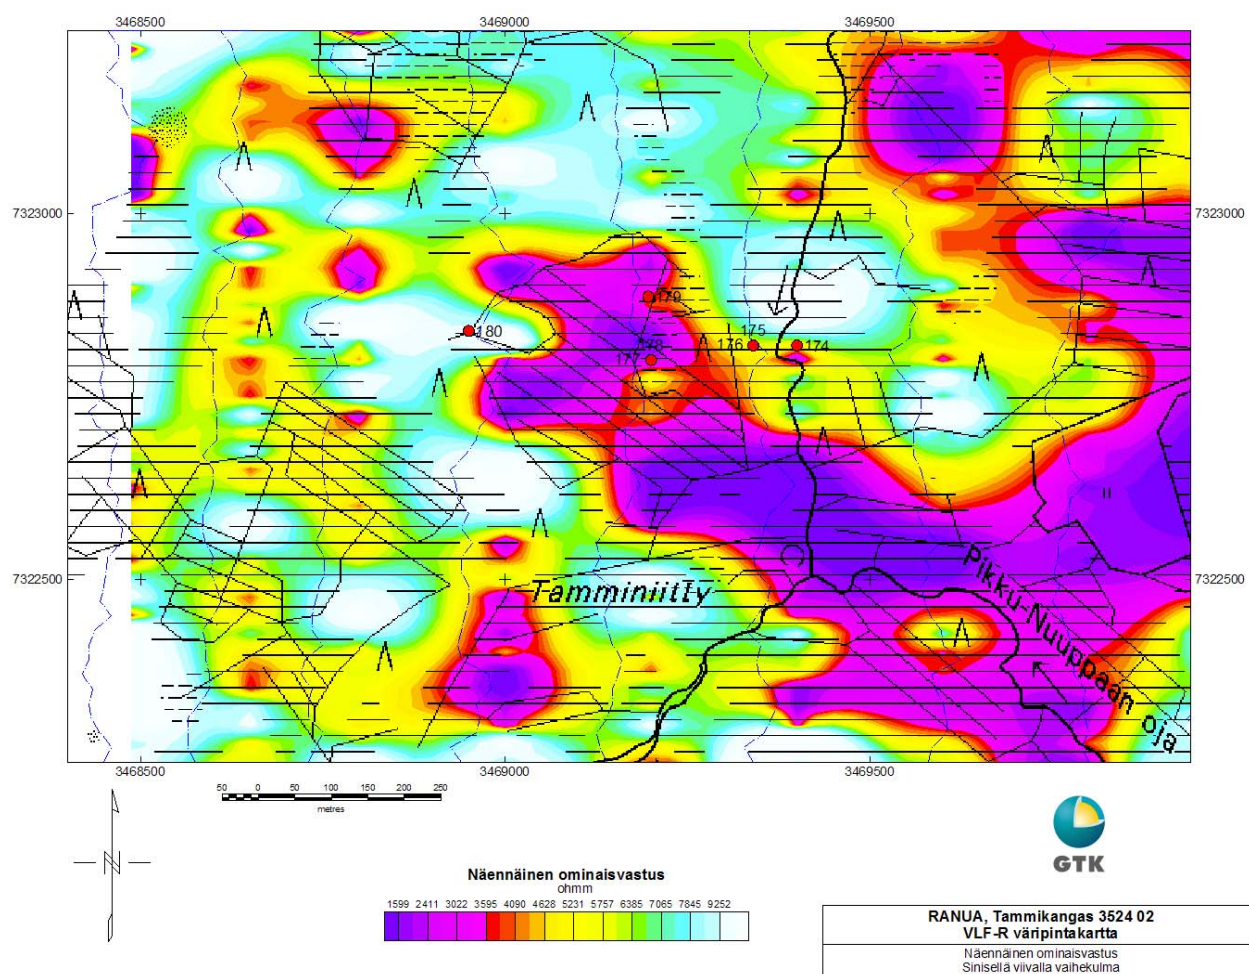 3468500 3469000 3469500
7323000 7323000
179
180
175
178 176 174
177
7322500 7322500
Tamminiitty
Pikku-Nuuppaan oja
3468500 3469000 3469500
50 0 50 100 150 200 250
metres
N
GTK
Näennäinen ominaisvastus
ohmm
1599 2411 3022 3595 4090 4628 5231 5757 6385 7065 7845 9252
RANUA, Tammikangas 3524 02
VLF-R väripintakartta
Näennäinen ominaisvastus
Sinisellä viivalla vaihekulma